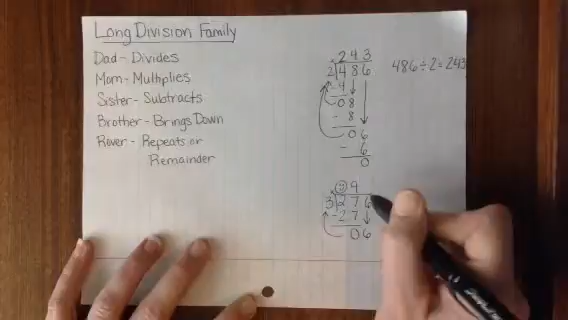 Long Division Family
Dad- Divides
Mom- Multiplies
Sister- Subtracts
Brother- Brings Down
Rover- Repeats or
Remainder
243
2 486
486÷2=243
-4
08
-8
06
- 6
0
9
3 276
-27
06